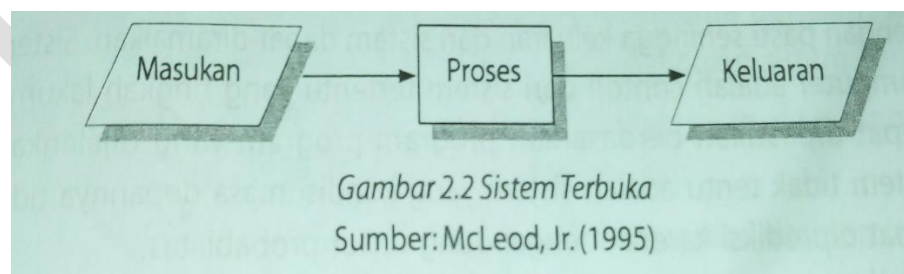 Masukan Proses Keluaran
Gambar 2.2 Sistem Terbuka
Sumber: McLeod, Jr. (1995)